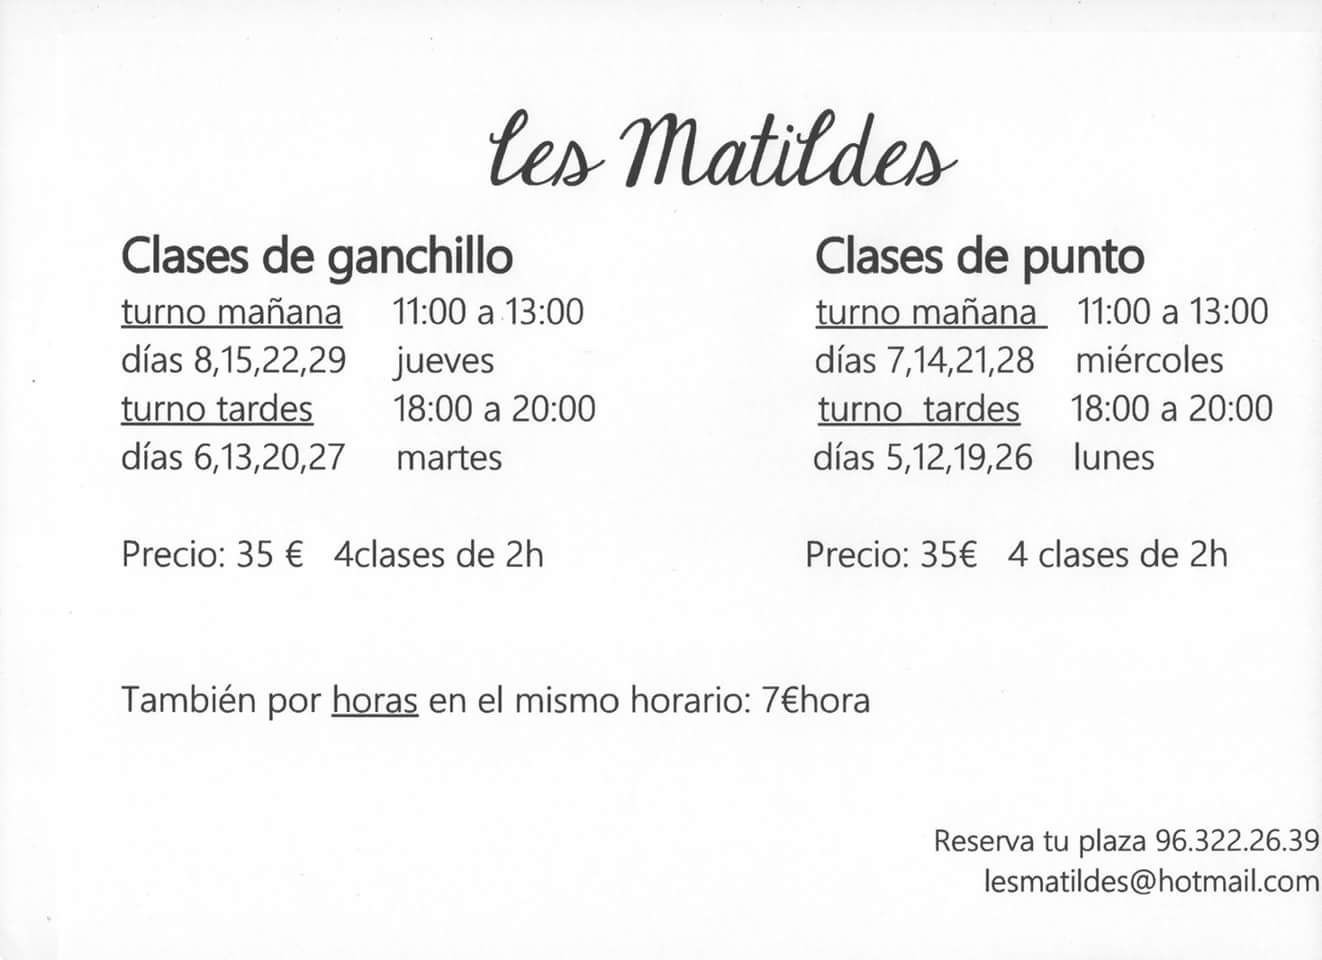 les Matildes
Clases de ganchillo
turno mañana 11:00 a 13:00
días 8,15,22,29 jueves
turno tardes 18:00 a 20:00
días 6,13,20,27 martes
Precio: 35 € 4clases de 2h
Clases de punto
turno mañana 11:00 a 13:00
días 7,14,21,28 miércoles
turno tardes 18:00 a 20:00
días 5,12,19,26 lunes
Precio: 35€ 4 clases de 2h
También por horas en el mismo horario: 7€hora
Reserva tu plaza 96.322.26.39
lesmatildes@hotmail.com